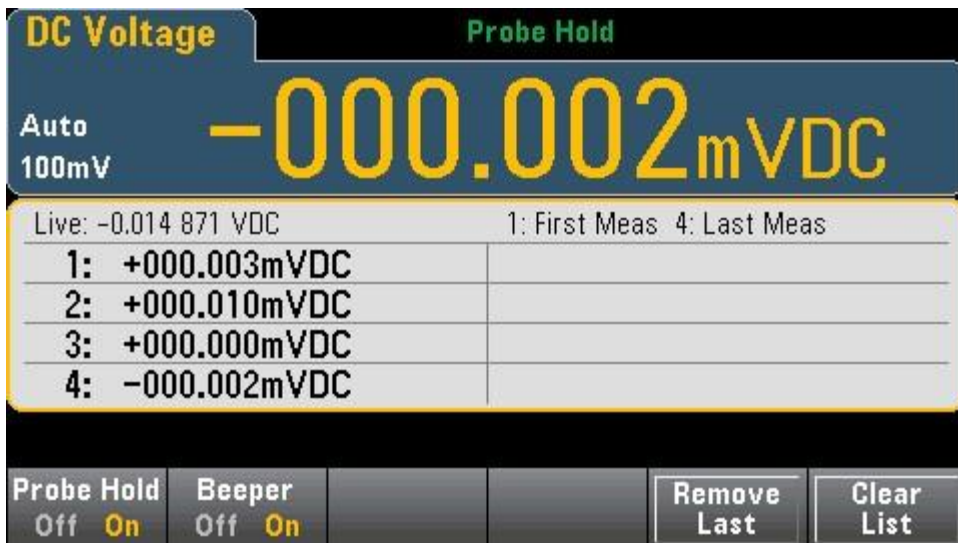 DC Voltage
Probe Hold
Auto
100mV
-000.002mVDC
Live: -0.014 871 VDC
1: First Meas 4: Last Meas
1: +000.003mVDC
2: +000.010mVDC
3: +000.000mVDC
4: -000.002mVDC
Probe Hold
Off On
Beeper
Off On
Remove
Last
Clear
List